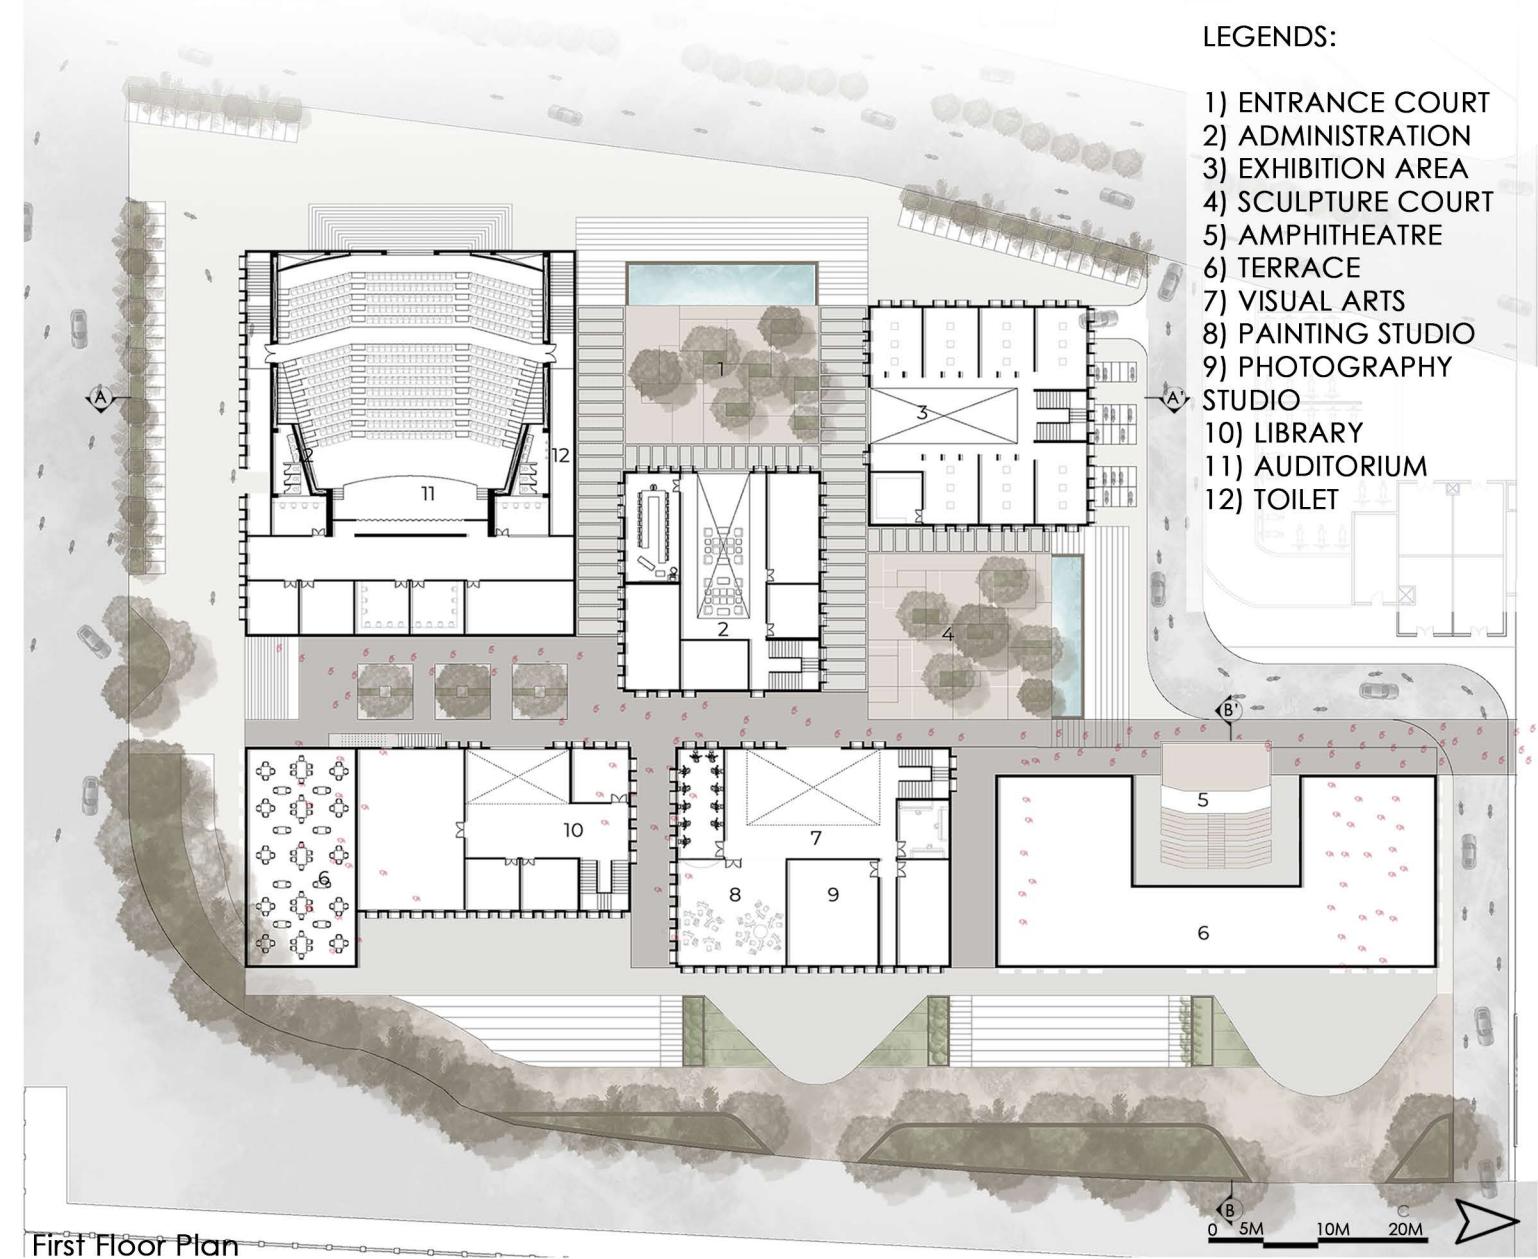 LEGENDS:
1) ENTRANCE COURT
2) ADMINISTRATION
3) EXHIBITION AREA
4) SCULPTURE COURT
5) AMPHITHEATRE
6) TERRACE
7) VISUAL ARTS
8) PAINTING STUDIO
9) PHOTOGRAPHY
STUDIO
10) LIBRARY
11) AUDITORIUM
12) TOILET
1
A
A'
3
12
12
11
2
4
B'
5
10
7
6
8
9
6
B
C
0 5M 10M 20M
First Floor Plan